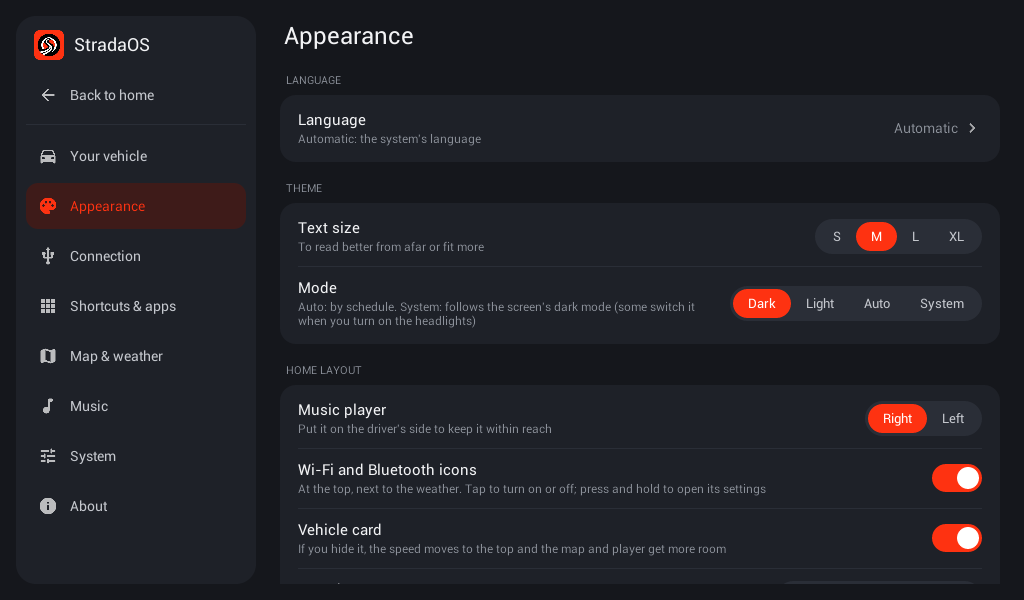 StradaOS
Back to home
Your vehicle
Appearance
Connection
Shortcuts & apps
Map & weather
Music
System
About
Appearance
LANGUAGE
Language
Automatic: the system's language
Automatic
THEME
Text size
To read better from afar or fit more
S M L XL
Mode
Auto: by schedule. System: follows the screen's dark mode (some switch it
when you turn on the headlights)
Dark Light Auto System
HOME LAYOUT
Music player
Put it on the driver's side to keep it within reach
Right Left
Wi-Fi and Bluetooth icons
At the top, next to the weather. Tap to turn on or off; press and hold to open its settings
Vehicle card
If you hide it, the speed moves to the top and the map and player get more room